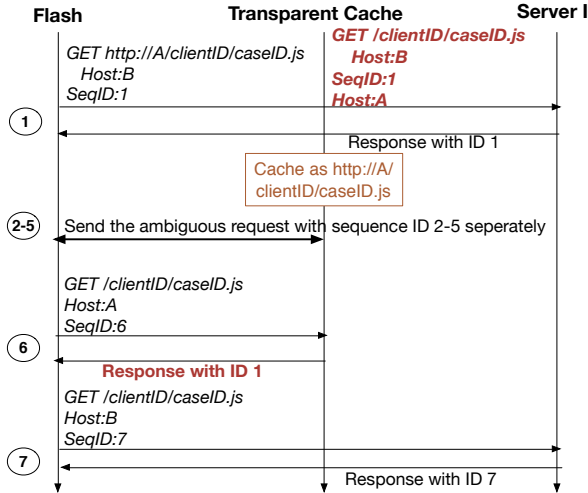 Flash
Transparent Cache
Server I
GET http://A/clientID/caseID.js
Host:B
SeqID:1
GET /clientID/caseID.js
Host:B
SeqID:1
Host:A
1
Response with ID 1
Cache as http://A/
clientID/caseID.js
2-5
Send the ambiguous request with sequence ID 2-5 seperately
GET /clientID/caseID.js
Host:A
SeqID:6
6
Response with ID 1
GET /clientID/caseID.js
Host:B
SeqID:7
7
Response with ID 7